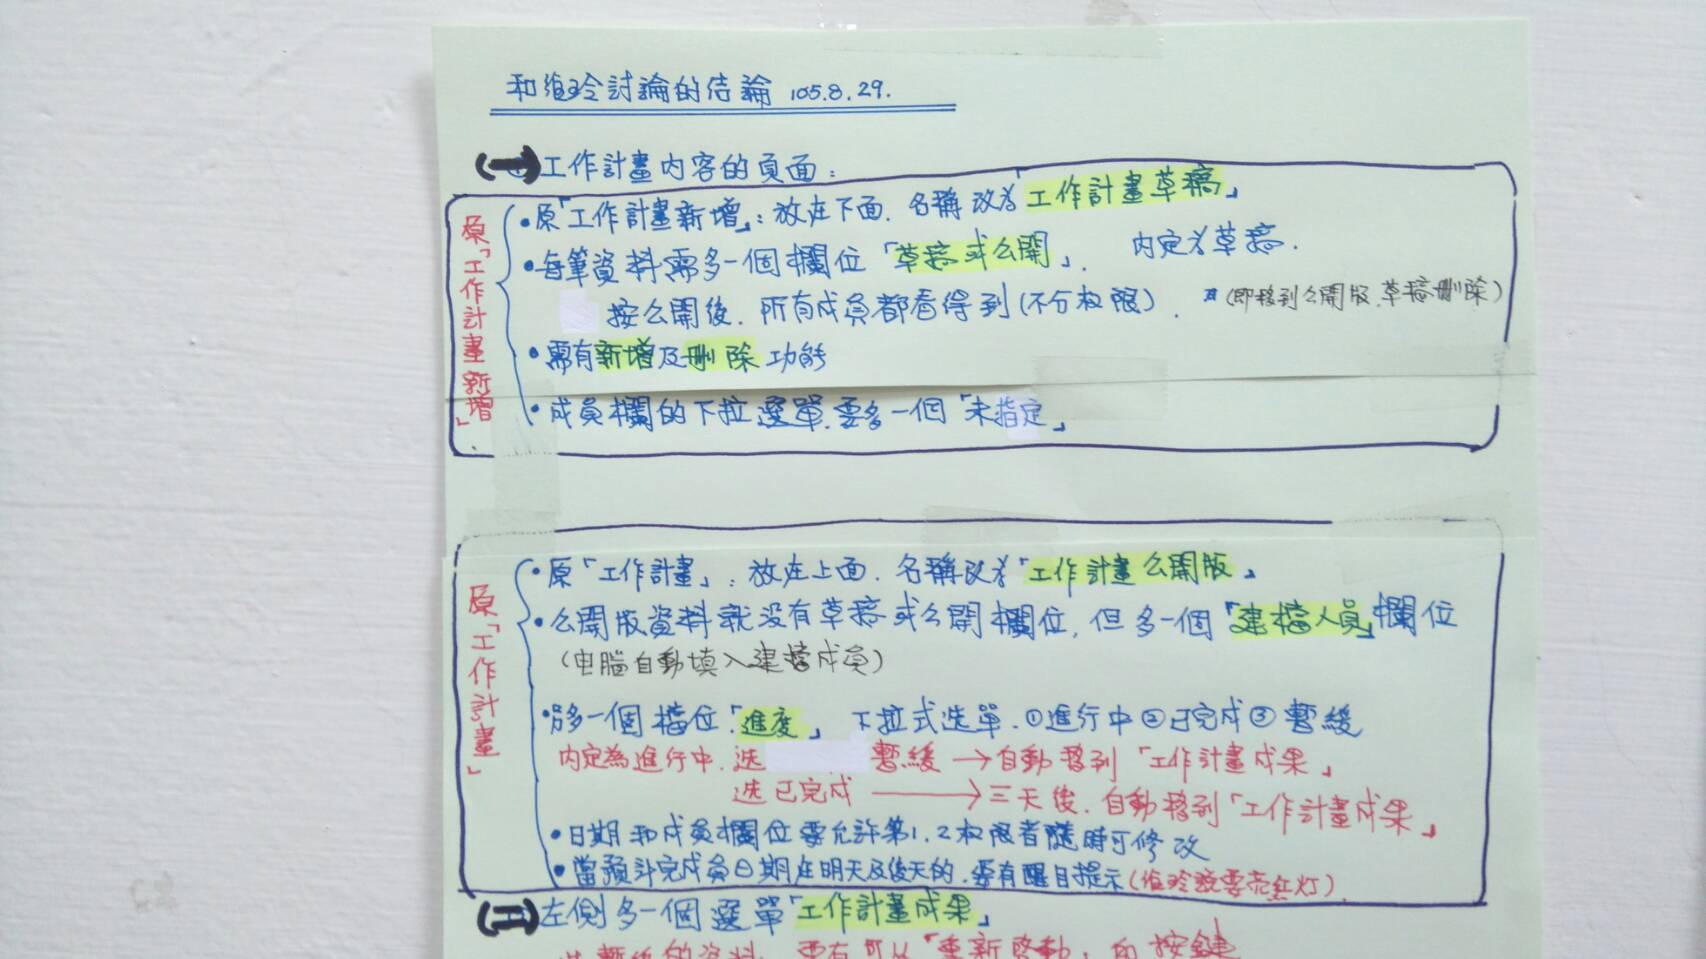 和維玲討論的结論 105.8.29.
(一)工作計畫内容的頁面：
原「工作計畫新增」
•原「工作計畫新增」：放在下面．名稱改為「工作計畫草稿」
•每筆資料需多一個欄位「草稿或公開」． 内定為草稿．
按公開後．所有成員都看得到(不分权限)． (即移到公開版．草稿刪除)
•需有新增及刪除功能
•成員欄的下拉選單．要多一個「未指定」
原「工作計畫」
•原「工作計畫」：放在上面．名稱改為「工作計畫公開版」
•公開版資料就没有草稿或公開欄位，但多一個「建檔人員」欄位
(电脑自動填入建檔成員)
•多一個檔位「進度」 下拉式选單．①進行中②已完成③暫緩
内定為進行中．选 暫緩→自動移到「工作計畫成果」
选已完成→三天後．自動移到「工作計畫成果」
•日期和成員欄位要允許第1.2权限者隨時可修改
•當預計完成員日期在明天及後天的．要有醒目提示(維玲說要亮紅灯)
(二)左側多一個選單「工作計畫成果」
暫緩的資料 要有可以「重新啟動」的按鍵